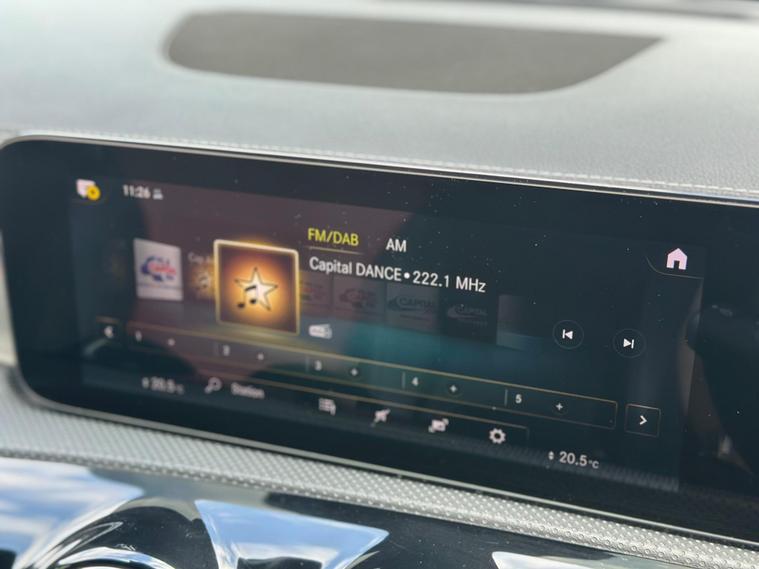 11:26
FM/DAB AM
Capital DANCE•222.1 MHz
CAPITAL
1 + 2 + 3 + 4 + 5 +
20.5°C Station
20.5°C